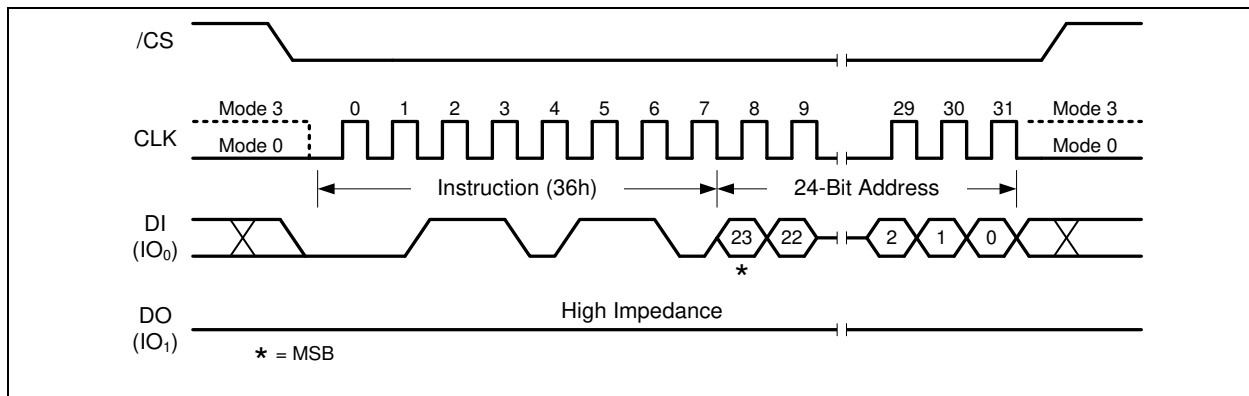 /CS
Mode 3 0 1 2 3 4 5 6 7 8 9 29 30 31 Mode 3
CLK
Mode 0 Mode 0
Instruction (36h) 24-Bit Address
DI
(IO₀)
23 22 2 1 0
*
High Impedance
DO
(IO₁)
* = MSB